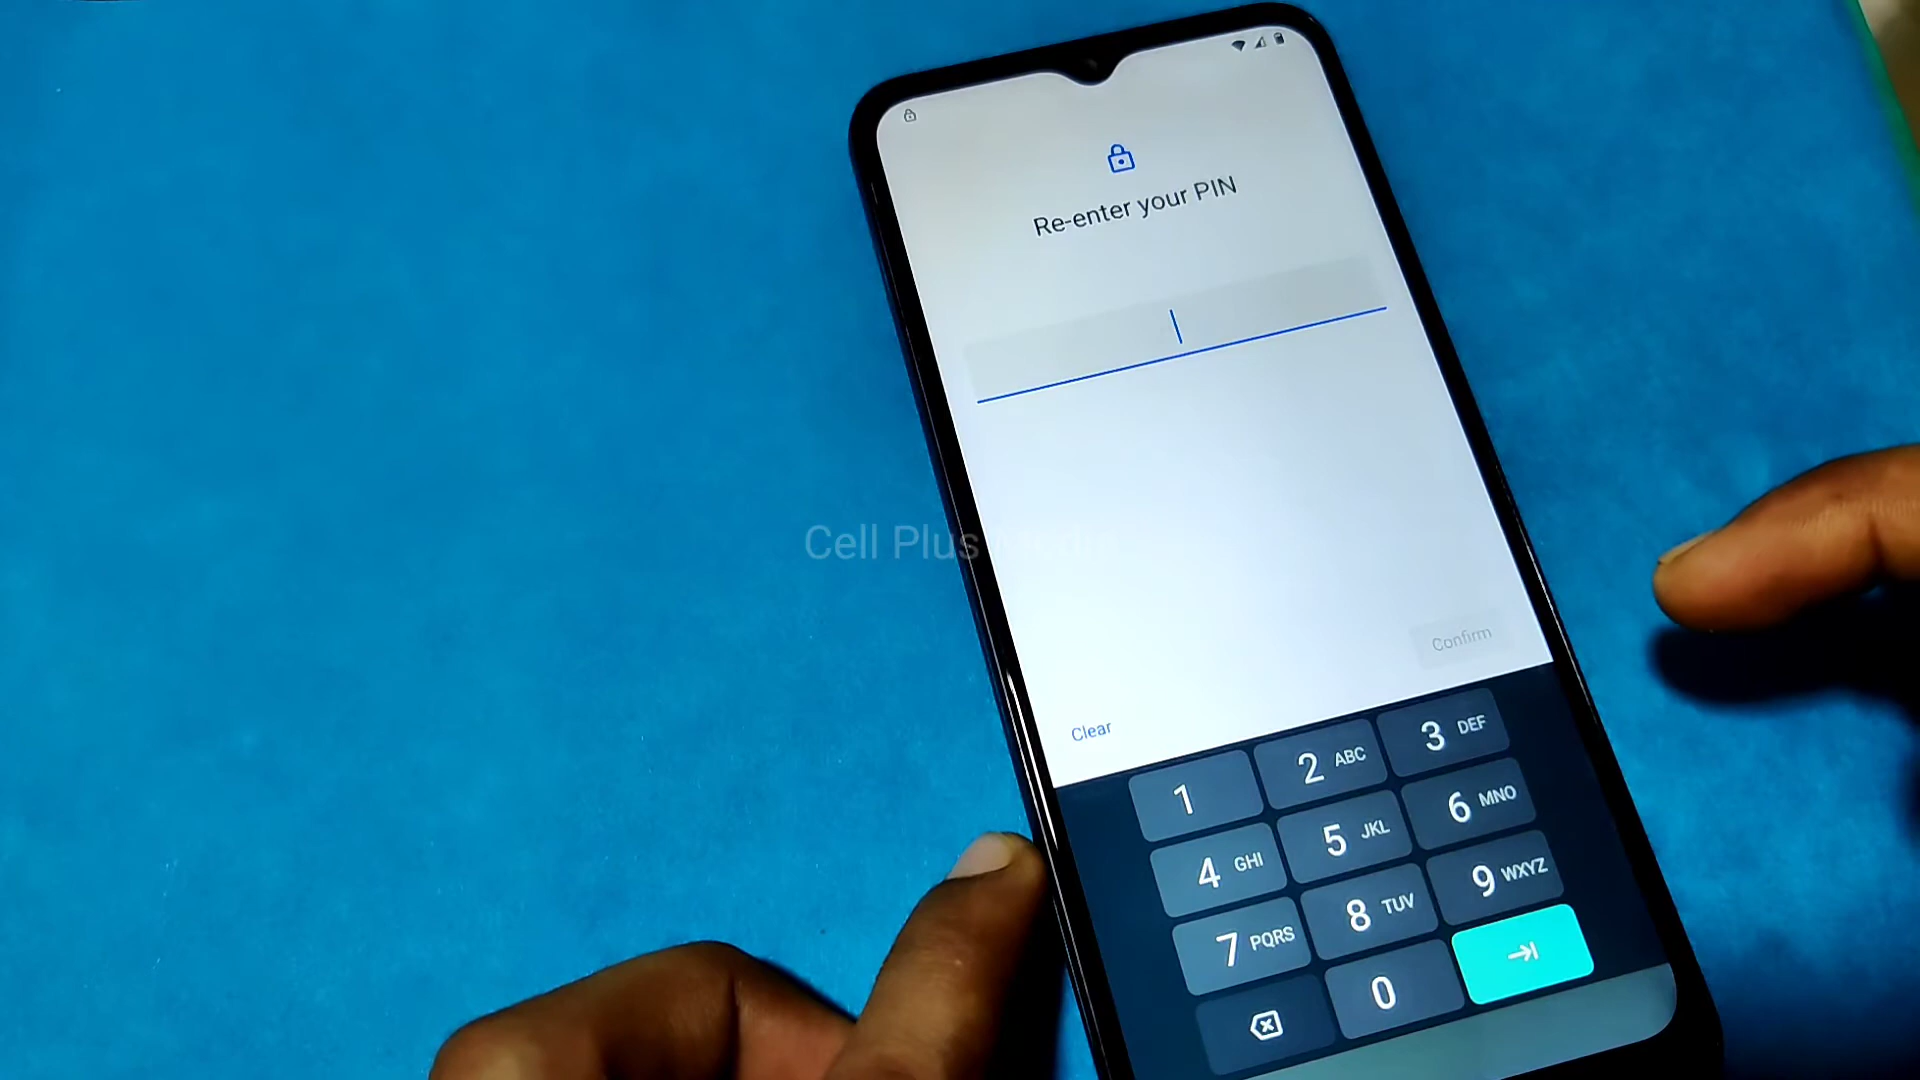 Re-enter your PIN
Cell Plus
Confirm
Clear
1
2 ABC
3 DEF
4 GHI
5 JKL
6 MNO
7 PQRS
8 TUV
9 WXYZ
0